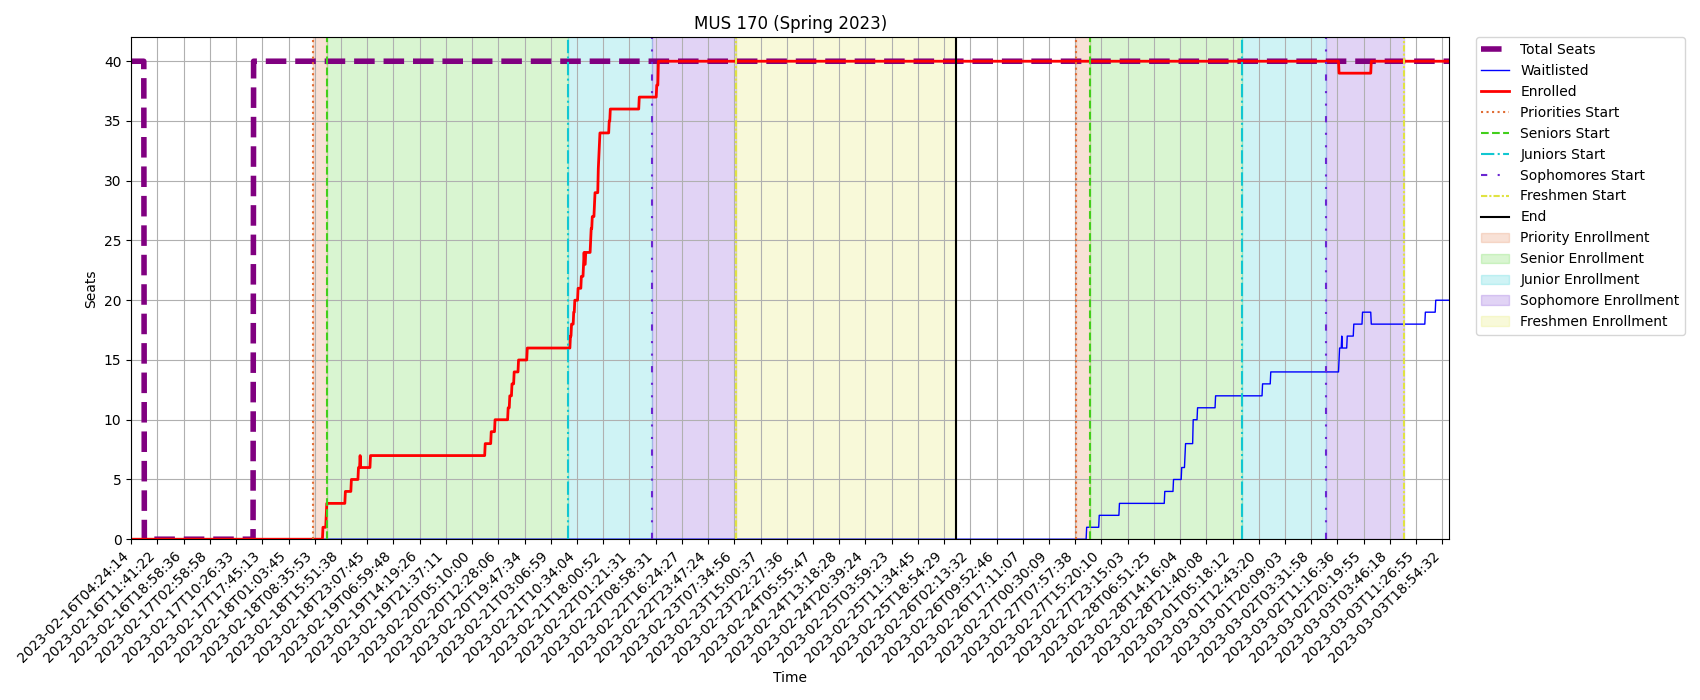 MUS 170 (Spring 2023)
Seats
40
35
30
25
20
15
10
5
0
2023-02-16T04:24:14
2023-02-16T11:41:22
2023-02-16T18:58:36
2023-02-17T02:58:58
2023-02-17T10:26:33
2023-02-17T17:45:13
2023-02-18T01:03:45
2023-02-18T08:35:53
2023-02-18T15:51:38
2023-02-18T23:07:45
2023-02-19T06:59:48
2023-02-19T14:19:26
2023-02-19T21:37:11
2023-02-20T05:10:00
2023-02-20T12:28:06
2023-02-20T19:47:34
2023-02-21T03:06:59
2023-02-21T10:34:04
2023-02-21T18:00:52
2023-02-22T01:21:31
2023-02-22T08:58:31
2023-02-22T16:24:27
2023-02-22T23:47:24
2023-02-23T07:34:56
2023-02-23T15:00:37
2023-02-23T22:27:36
2023-02-24T05:55:47
2023-02-24T13:18:28
2023-02-24T20:39:24
2023-02-25T03:59:23
2023-02-25T11:34:45
2023-02-25T18:54:29
2023-02-26T02:13:32
2023-02-26T09:52:46
2023-02-26T17:11:07
2023-02-27T00:30:09
2023-02-27T07:57:38
2023-02-27T15:20:10
2023-02-27T23:15:03
2023-02-28T06:51:25
2023-02-28T14:16:04
2023-02-28T21:40:08
2023-03-01T05:18:12
2023-03-01T12:43:20
2023-03-01T20:09:03
2023-03-02T03:31:58
2023-03-02T11:16:36
2023-03-02T20:19:55
2023-03-03T03:46:18
2023-03-03T11:26:55
2023-03-03T18:54:32
Time
Total Seats
Waitlisted
Enrolled
Priorities Start
Seniors Start
Juniors Start
Sophomores Start
Freshmen Start
End
Priority Enrollment
Senior Enrollment
Junior Enrollment
Sophomore Enrollment
Freshmen Enrollment